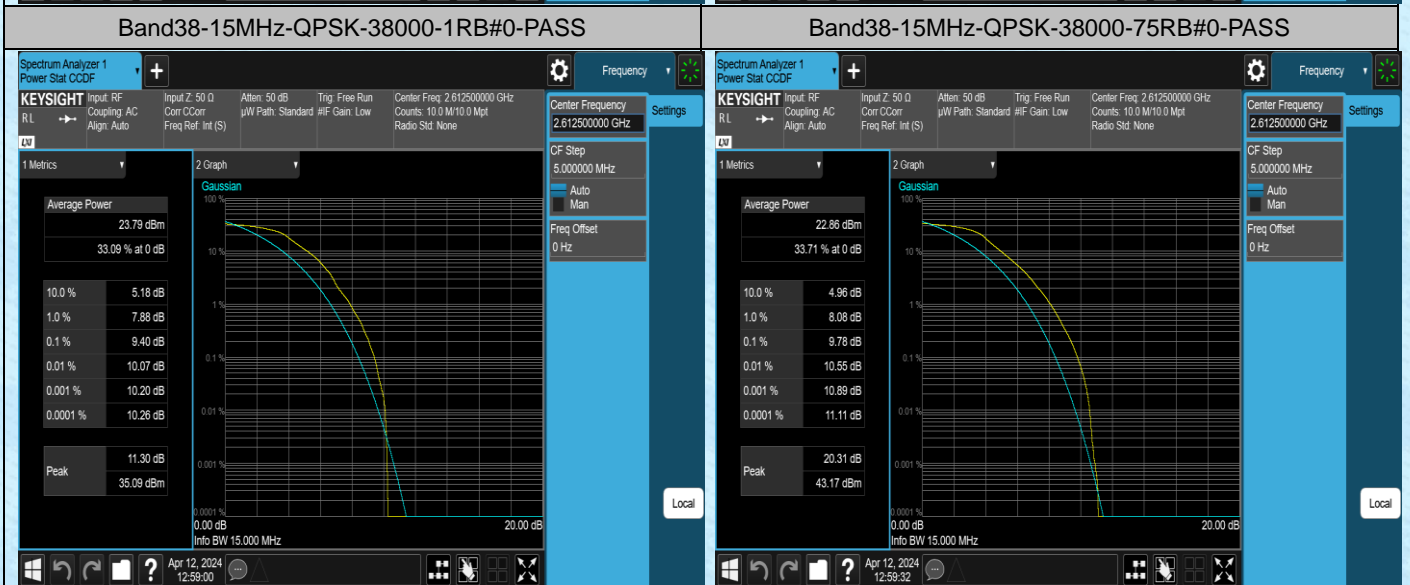 Band38-15MHz-QPSK-38000-1RB#0-PASS
Spectrum Analyzer 1
Power Stat CCDF
+
Frequency
KEYSIGHT
RL
LXI
Input: RF
Coupling: AC
Align: Auto
Input Z: 50 Ω
Corr CCorr
Freq Ref: Int (S)
Atten: 50 dB
µW Path: Standard
Trig: Free Run
#IF Gain: Low
Center Freq: 2.612500000 GHz
Counts: 10.0 M/10.0 Mpt
Radio Std: None
Center Frequency
2.612500000 GHz
Settings
CF Step
5.000000 MHz
Auto
Man
Freq Offset
0 Hz
1 Metrics
Average Power
23.79 dBm
33.09 % at 0 dB
10.0 % 5.18 dB
1.0 % 7.88 dB
0.1 % 9.40 dB
0.01 % 10.07 dB
0.001 % 10.20 dB
0.0001 % 10.26 dB
Peak
11.30 dB
35.09 dBm
2 Graph
Gaussian
100 %
10 %
1 %
0.1 %
0.01 %
0.001 %
0.0001 %
0.00 dB 20.00 dB
Info BW 15.000 MHz
Local
?
Apr 12, 2024
12:59:00
Band38-15MHz-QPSK-38000-75RB#0-PASS
Spectrum Analyzer 1
Power Stat CCDF
+
Frequency
KEYSIGHT
RL
LXI
Input: RF
Coupling: AC
Align: Auto
Input Z: 50 Ω
Corr CCorr
Freq Ref: Int (S)
Atten: 50 dB
µW Path: Standard
Trig: Free Run
#IF Gain: Low
Center Freq: 2.612500000 GHz
Counts: 10.0 M/10.0 Mpt
Radio Std: None
Center Frequency
2.612500000 GHz
Settings
CF Step
5.000000 MHz
Auto
Man
Freq Offset
0 Hz
1 Metrics
Average Power
22.86 dBm
33.71 % at 0 dB
10.0 % 4.96 dB
1.0 % 8.08 dB
0.1 % 9.78 dB
0.01 % 10.55 dB
0.001 % 10.89 dB
0.0001 % 11.11 dB
Peak
20.31 dB
43.17 dBm
2 Graph
Gaussian
100 %
10 %
1 %
0.1 %
0.01 %
0.001 %
0.0001 %
0.00 dB 20.00 dB
Info BW 15.000 MHz
Local
?
Apr 12, 2024
12:59:32